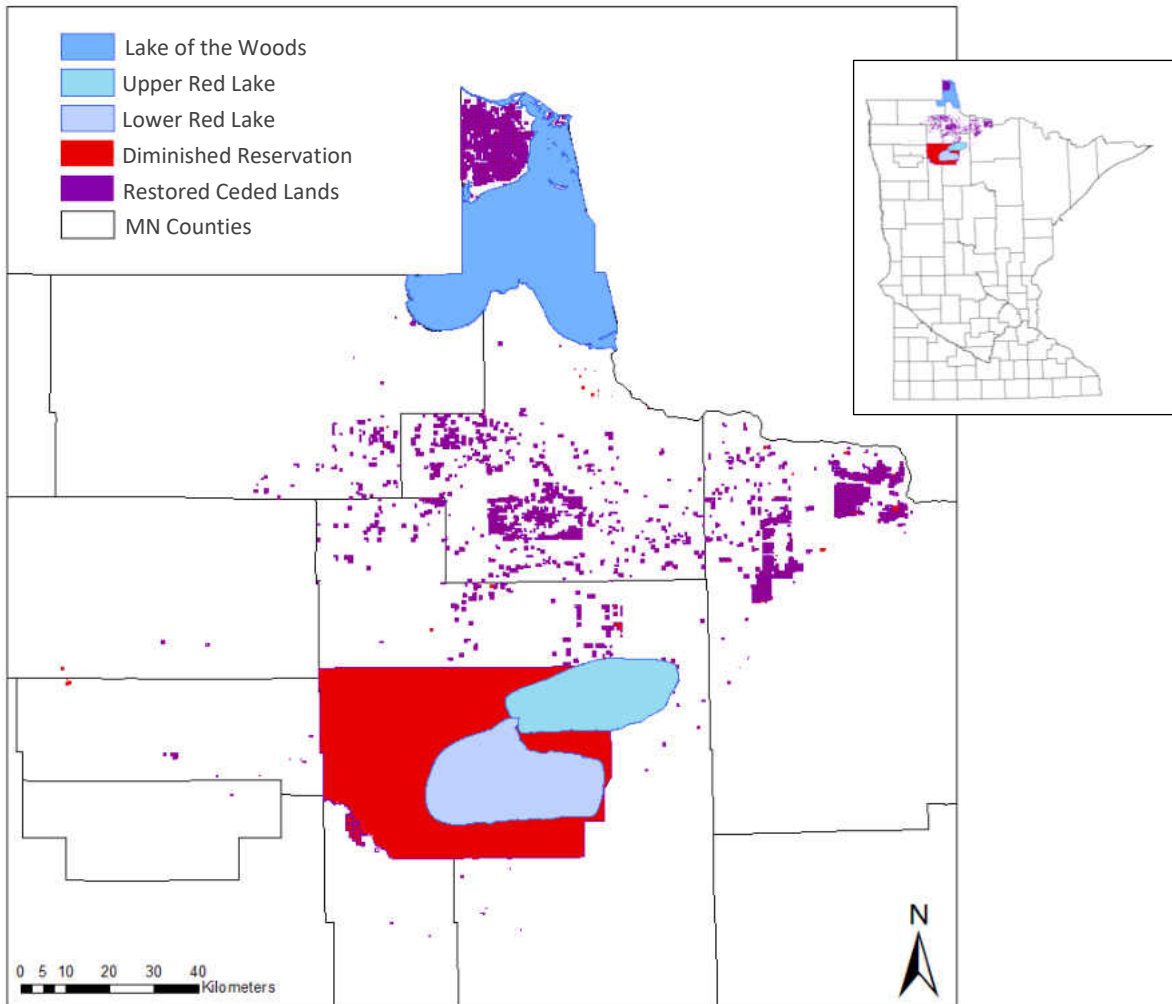 Lake of the Woods
Upper Red Lake
Lower Red Lake
Diminished Reservation
Restored Ceded Lands
MN Counties
N
0 5 10 20 30 40
Kilometers